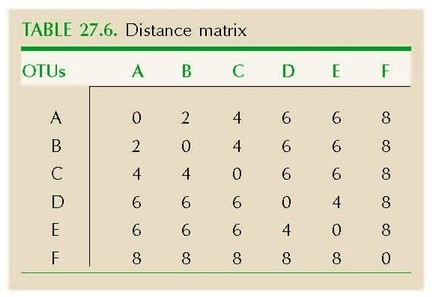 TABLE 27.6. Distance matrix
OTUs A B C D E F
A 0 2 4 6 6 8
B 2 0 4 6 6 8
C 4 4 0 6 6 8
D 6 6 6 0 4 8
E 6 6 6 4 0 8
F 8 8 8 8 8 0